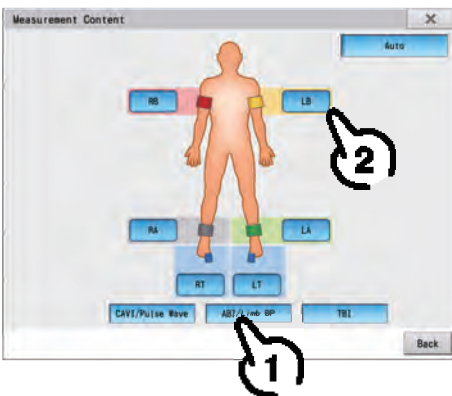 Measurement Content
X
Auto
RB
LB
2
RA
LA
RT
LT
CAVI/Pulse Wave
ABI/Limb BP
TBI
Back
1